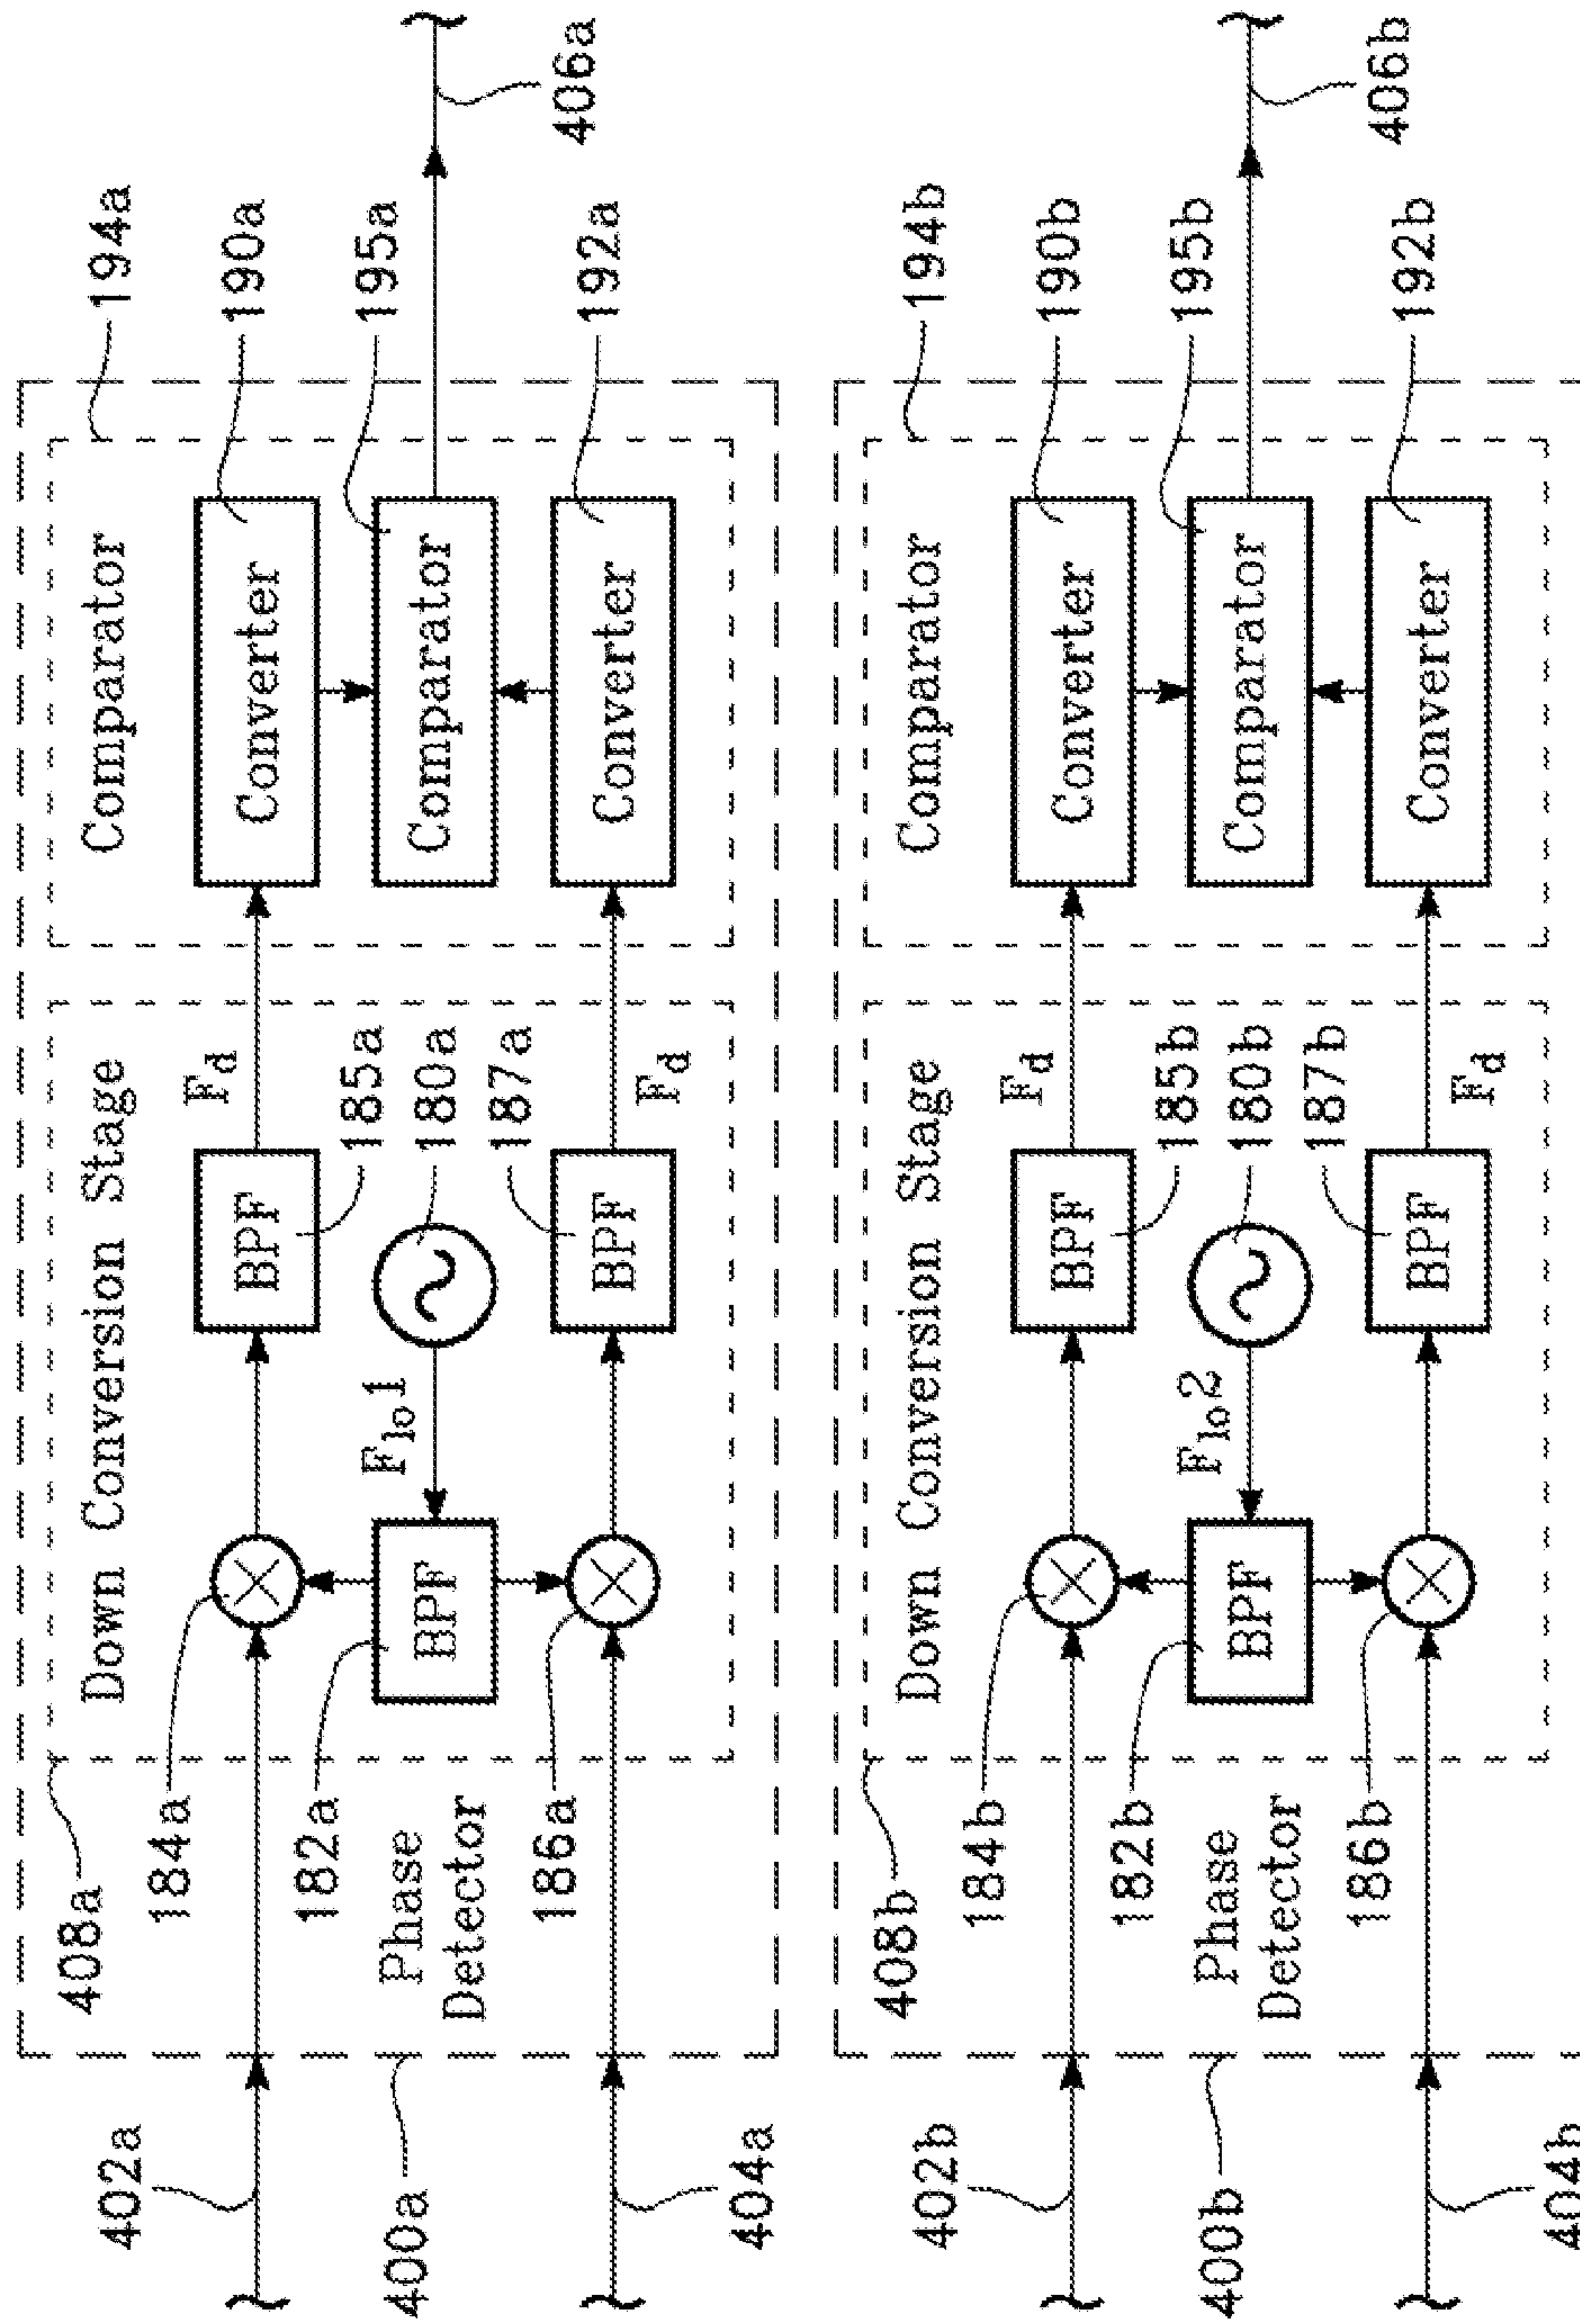 194a
190a
195a
192a
406a
Comparator
Converter
Comparator
Converter
Down Conversion Stage
Fd
185a
180a
187a
Fd
BPF
BPF
Flo1
BPF
408a
184a
182a
186a
Phase
Detector
402a
400a
404a
194b
190b
195b
192b
406b
Comparator
Converter
Comparator
Converter
Down Conversion Stage
Fd
185b
180b
187b
Fd
BPF
BPF
Flo2
BPF
408b
184b
182b
186b
Phase
Detector
402b
400b
404b